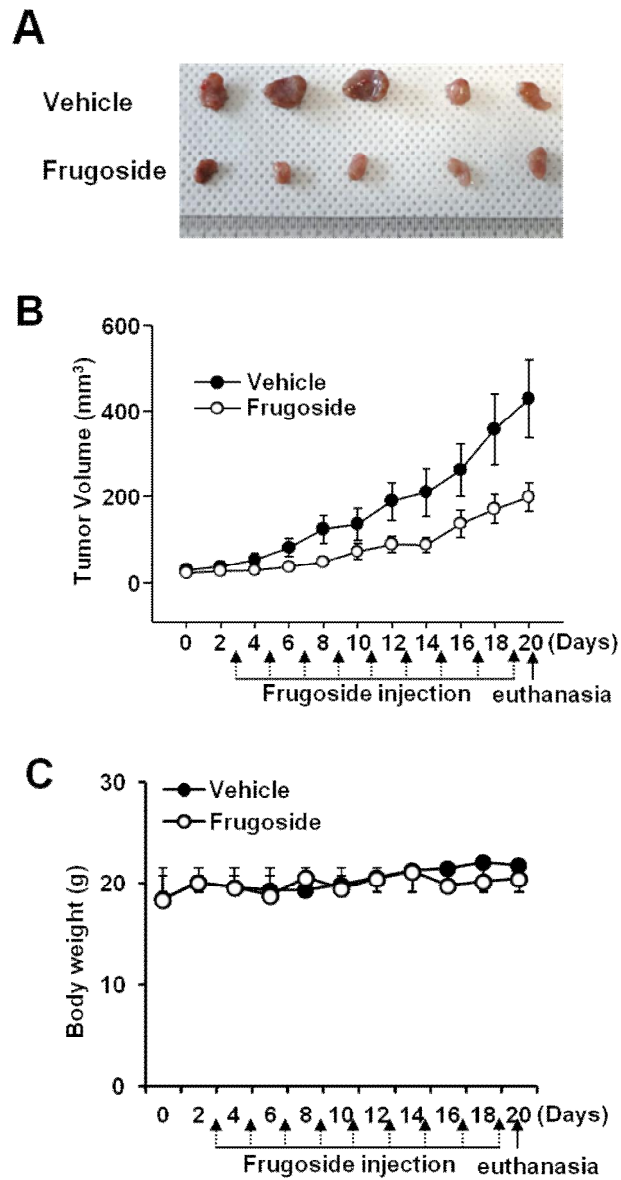 A
Vehicle
Frugoside
B
600
400
200
0
Tumor Volume (mm³)
Vehicle
Frugoside
0 2 4 6 8 10 12 14 16 18 20 (Days)
Frugoside injection euthanasia
C
30
20
10
0
Body weight (g)
Vehicle
Frugoside
0 2 4 6 8 10 12 14 16 18 20 (Days)
Frugoside injection euthanasia